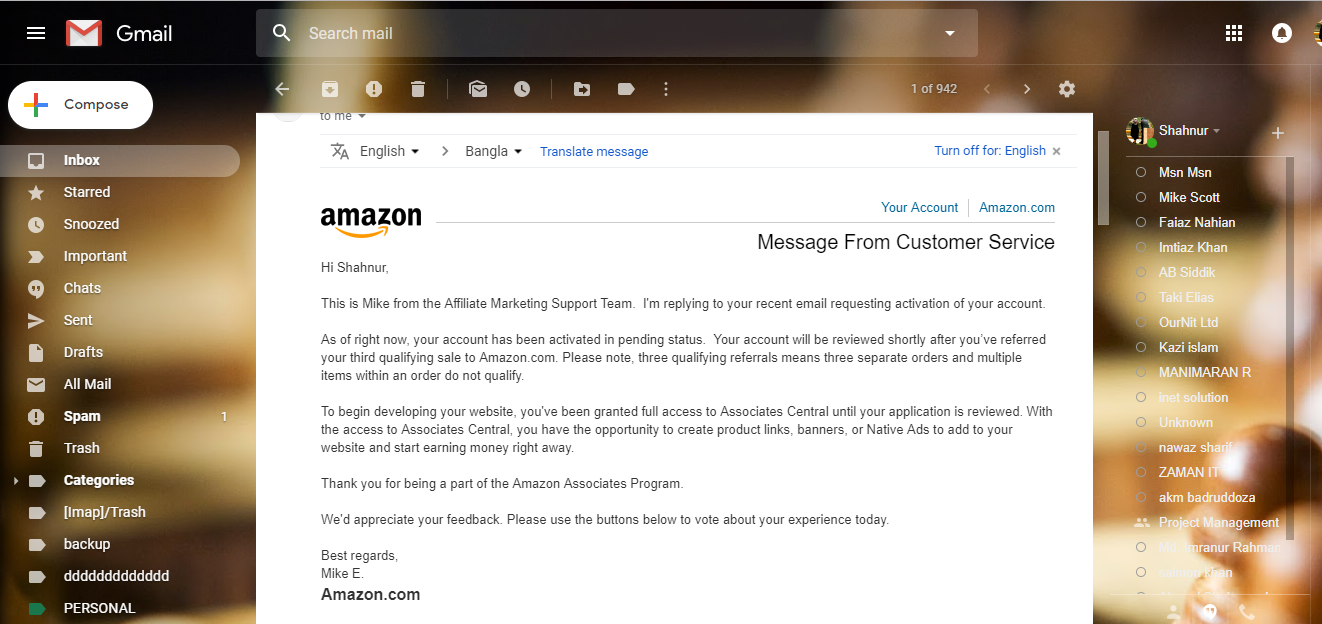 Gmail
Search mail
Compose
1 of 942
Inbox
Starred
Snoozed
Important
Chats
Sent
Drafts
All Mail
Spam 1
Trash
Categories
[Imap]/Trash
backup
ddddddddddddd
PERSONAL
to me
English > Bangla Translate message Turn off for: English ×
amazon
Your Account Amazon.com
Message From Customer Service
Hi Shahnur,
This is Mike from the Affiliate Marketing Support Team. I'm replying to your recent email requesting activation of your account.
As of right now, your account has been activated in pending status. Your account will be reviewed shortly after you've referred
your third qualifying sale to Amazon.com. Please note, three qualifying referrals means three separate orders and multiple
items within an order do not qualify.
To begin developing your website, you've been granted full access to Associates Central until your application is reviewed. With
the access to Associates Central, you have the opportunity to create product links, banners, or Native Ads to add to your
website and start earning money right away.
Thank you for being a part of the Amazon Associates Program.
We'd appreciate your feedback. Please use the buttons below to vote about your experience today.
Best regards,
Mike E.
Amazon.com
Shahnur
Msn Msn
Mike Scott
Faiaz Nahian
Imtiaz Khan
AB Siddik
Taki Elias
OurNit Ltd
Kazi islam
MANIMARAN R
inet solution
Unknown
nawaz sharif
ZAMAN IT
akm badruddoza
Project Management
Rahman